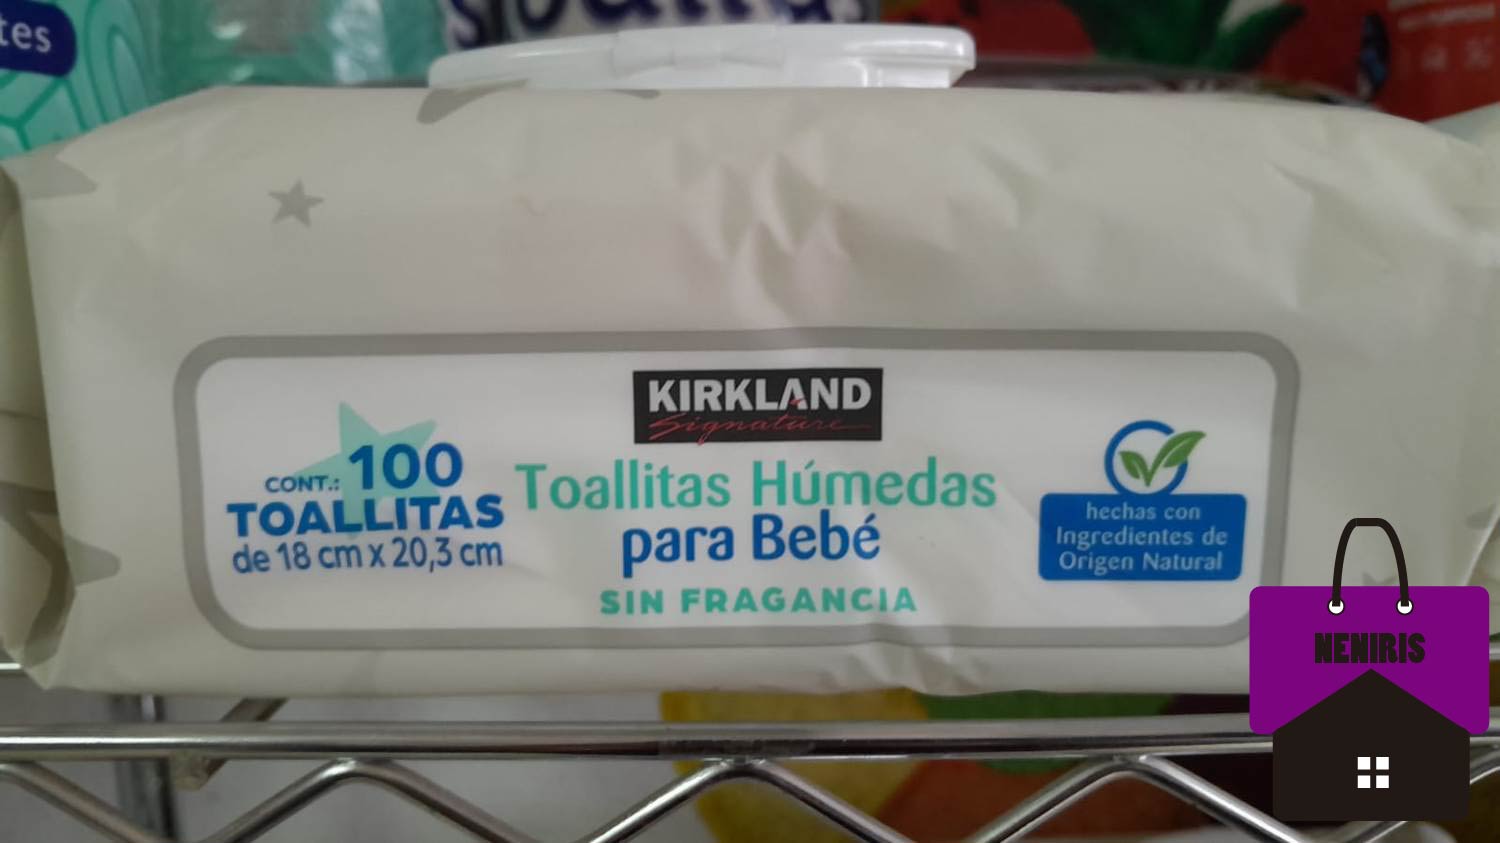 tes
KIRKLAND
Signature
CONT.: 100
TOALLITAS
de 18 cm x 20,3 cm
Toallitas Húmedas
para Bebé
SIN FRAGANCIA
hechas con
Ingredientes de
Origen Natural
NENIRIS